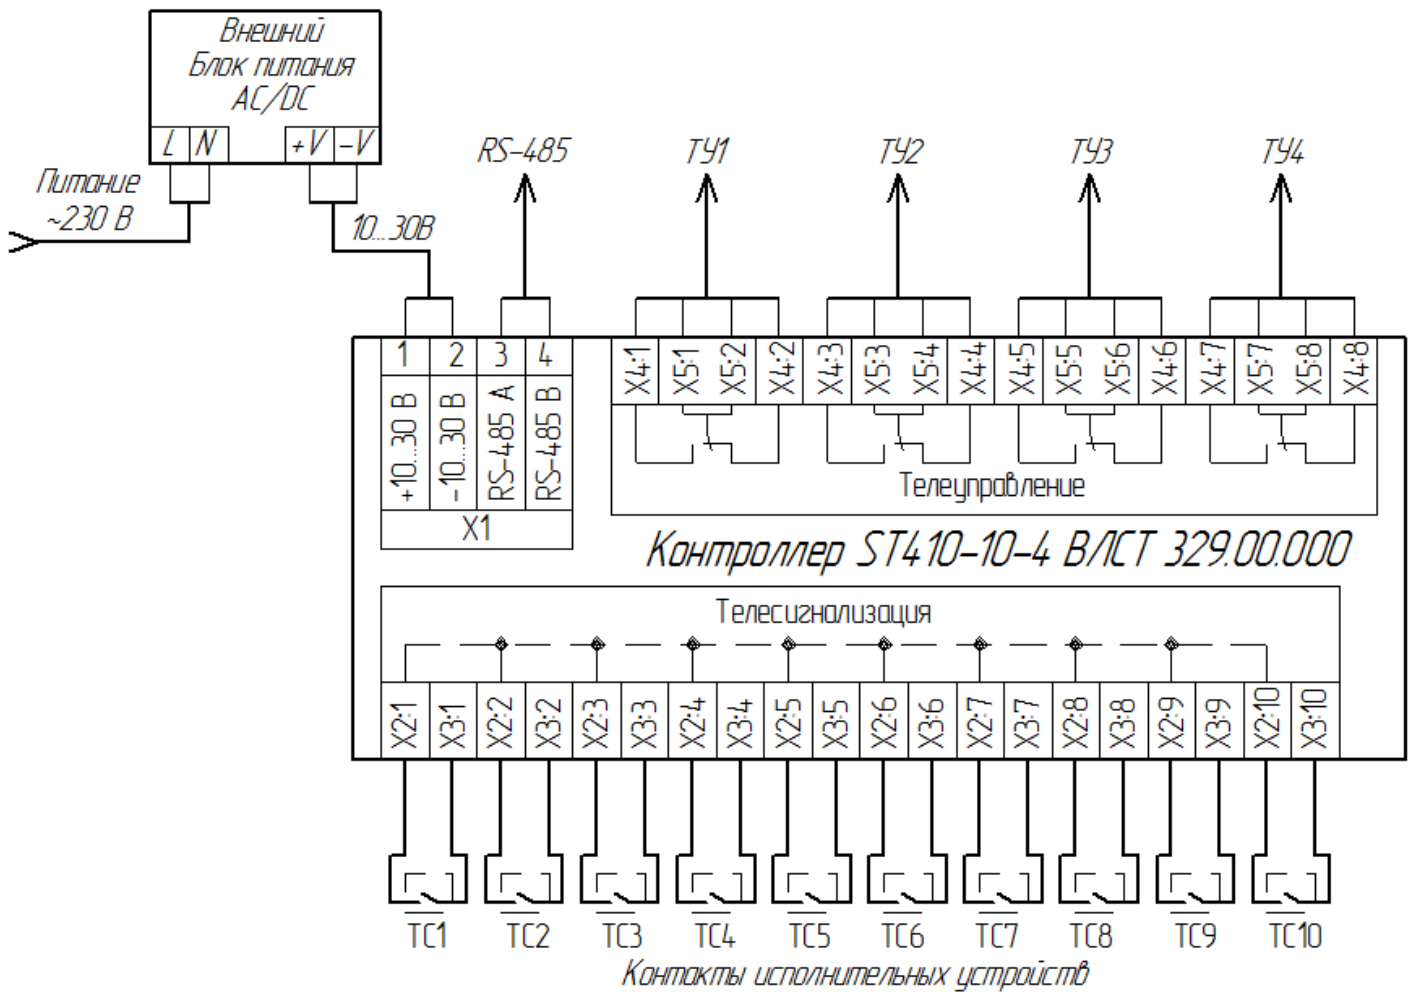 Внешний
Блок питания
AC/DC
L N +V -V
Питание
~230 В
10...30В
RS-485
ТУ1
ТУ2
ТУ3
ТУ4
1 2 3 4
+10...30 В
-10...30 В
RS-485 A
RS-485 B
X1
X4:1 X5:1 X5:2 X4:2 X4:3 X5:3 X5:4 X4:4 X4:5 X5:5 X5:6 X4:6 X4:7 X5:7 X5:8 X4:8
Телеуправление
Контроллер ST410-10-4 ВЛСТ 329.00.000
Телесигнализация
X2:1 X3:1 X2:2 X3:2 X2:3 X3:3 X2:4 X3:4 X2:5 X3:5 X2:6 X3:6 X2:7 X3:7 X2:8 X3:8 X2:9 X3:9 X2:10 X3:10
ТС1 ТС2 ТС3 ТС4 ТС5 ТС6 ТС7 ТС8 ТС9 ТС10
Контакты исполнительных устройств